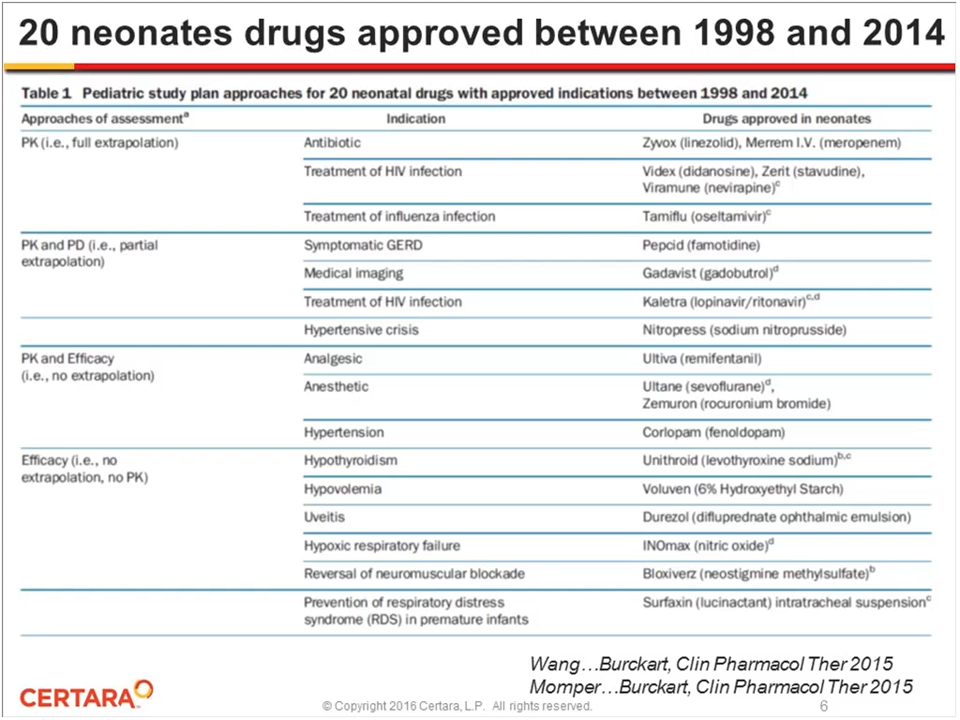 20 neonates drugs approved between 1998 and 2014
Table 1 Pediatric study plan approaches for 20 neonatal drugs with approved indications between 1998 and 2014
Approaches of assessmentᵃ Indication Drugs approved in neonates
PK (i.e., full extrapolation) Antibiotic Zyvox (linezolid), Merrem I.V. (meropenem)
Treatment of HIV infection Videx (didanosine), Zerit (stavudine),
Viramune (nevirapine)ᶜ
Treatment of influenza infection Tamiflu (oseltamivir)ᶜ
PK and PD (i.e., partial Symptomatic GERD Pepcid (famotidine)
extrapolation)
Medical imaging Gadavist (gadobutrol)ᵈ
Treatment of HIV infection Kaletra (lopinavir/ritonavir)ᶜ,ᵈ
Hypertensive crisis Nitropress (sodium nitroprusside)
PK and Efficacy Analgesic Ultiva (remifentanil)
(i.e., no extrapolation)
Anesthetic Ultane (sevoflurane)ᵈ,
Zemuron (rocuronium bromide)
Hypertension Corlopam (fenoldopam)
Efficacy (i.e., no Hypothyroidism Unithroid (levothyroxine sodium)ᵇ,ᶜ
extrapolation, no PK)
Hypovolemia Voluven (6% Hydroxyethyl Starch)
Uveitis Durezol (difluprednate ophthalmic emulsion)
Hypoxic respiratory failure INOmax (nitric oxide)ᵈ
Reversal of neuromuscular blockade Bloxiverz (neostigmine methylsulfate)ᵇ
Prevention of respiratory distress Surfaxin (lucinactant) intratracheal suspensionᶜ
syndrome (RDS) in premature infants
Wang…Burckart, Clin Pharmacol Ther 2015
Momper…Burckart, Clin Pharmacol Ther 2015
CERTARA
© Copyright 2016 Certara, L.P. All rights reserved. 6